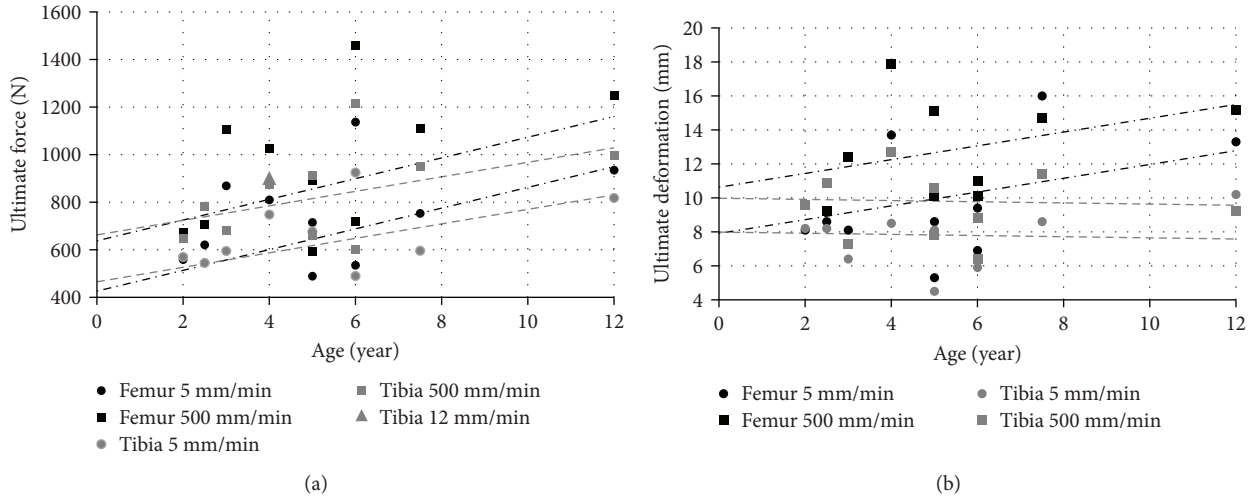 1600
1400
1200
1000
800
600
400
0 2 4 6 8 10 12
Ultimate force (N)
Age (year)
Femur 5 mm/min
Femur 500 mm/min
Tibia 5 mm/min
Tibia 500 mm/min
Tibia 12 mm/min
(a)
20
18
16
14
12
10
8
6
4
0 2 4 6 8 10 12
Ultimate deformation (mm)
Age (year)
Femur 5 mm/min
Femur 500 mm/min
Tibia 5 mm/min
Tibia 500 mm/min
(b)